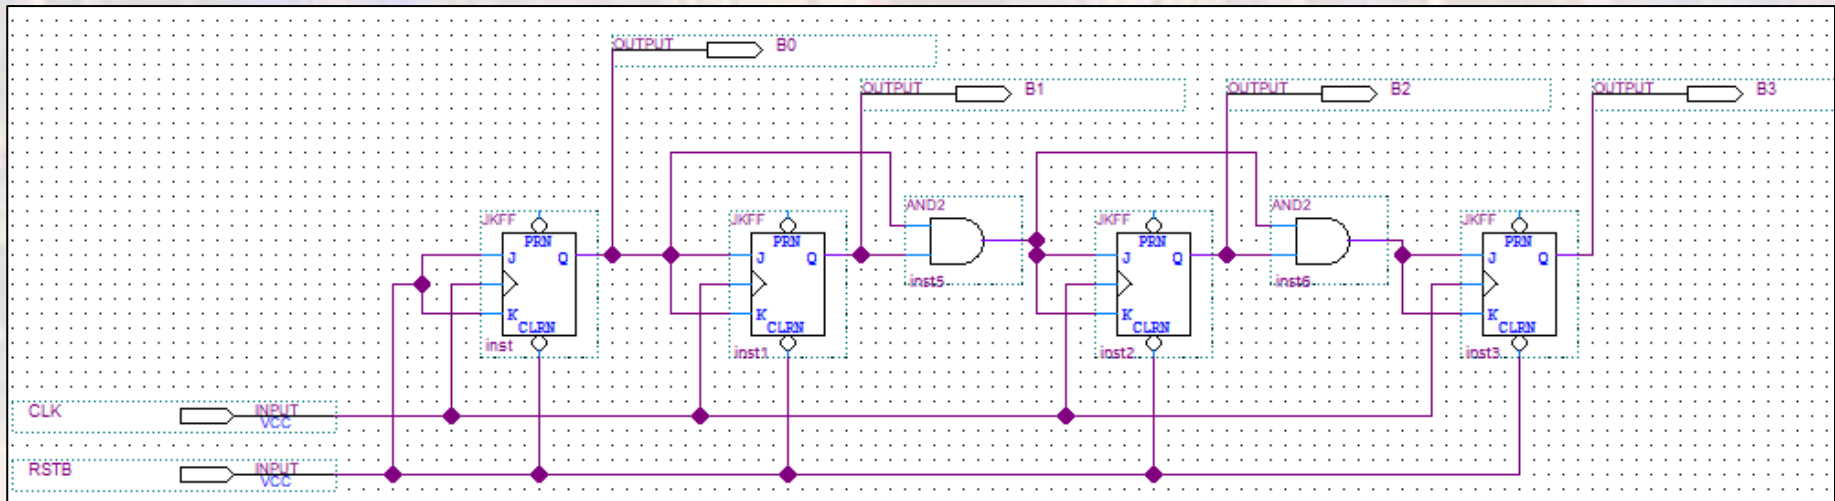 OUTPUT B0
OUTPUT B1
OUTPUT B2
OUTPUT B3
AND2
AND2
JKFF
JKFF
JKFF
JKFF
PRN
PRN
PRN
PRN
J Q
J Q
J Q
J Q
inst5
inst6
K
K
K
K
CLRN
CLRN
CLRN
CLRN
inst
inst1
inst2
inst3
CLK INPUT
VCC
RSTB INPUT
VCC